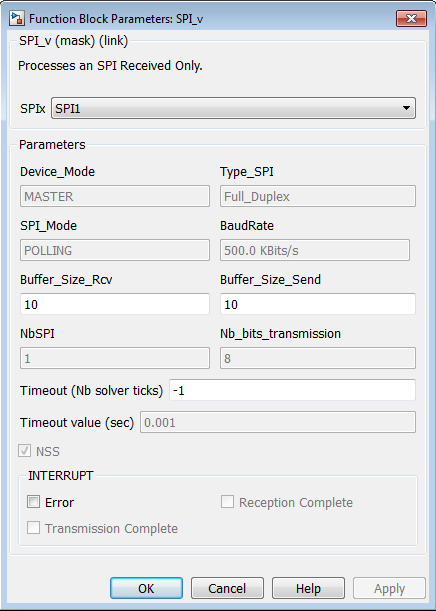 Function Block Parameters: SPI_v
SPI_v (mask) (link)
Processes an SPI Received Only.
SPIx SPI1
Parameters
Device_Mode Type_SPI
MASTER Full_Duplex
SPI_Mode BaudRate
POLLING 500.0 KBits/s
Buffer_Size_Rcv Buffer_Size_Send
10 10
NbSPI Nb_bits_transmission
1 8
Timeout (Nb solver ticks) -1
Timeout value (sec) 0.001
NSS
INTERRUPT
Error Reception Complete
Transmission Complete
OK Cancel Help Apply